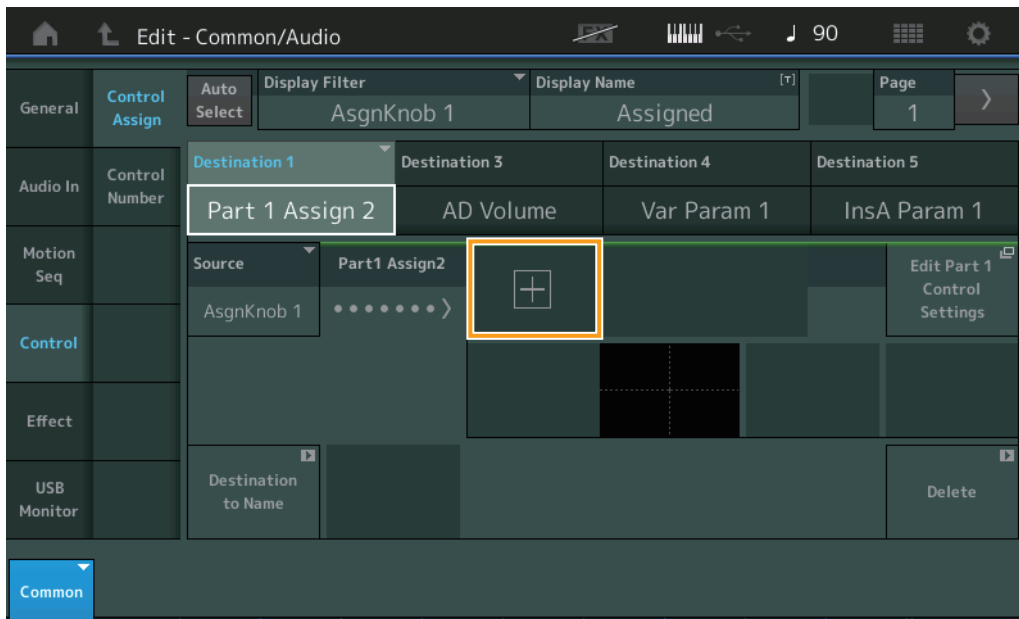 Edit - Common/Audio
90
General
Control
Assign
Auto
Select
Display Filter
AsgnKnob 1
Display Name
[T]
Assigned
Page
1
Audio In
Control
Number
Destination 1
Part 1 Assign 2
Destination 3
AD Volume
Destination 4
Var Param 1
Destination 5
InsA Param 1
Motion
Seq
Source
AsgnKnob 1
Part1 Assign2
Edit Part 1
Control
Settings
Control
Effect
USB
Monitor
Destination
to Name
Delete
Common